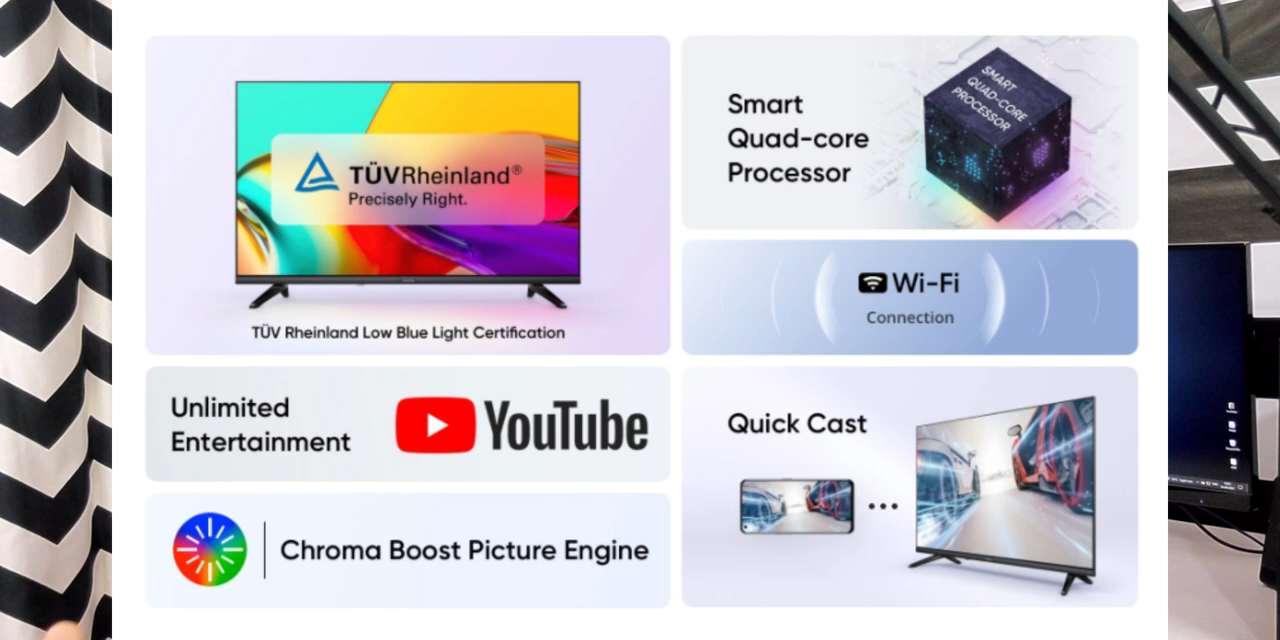 TÜVRheinland®
Precisely Right.
TÜV Rheinland Low Blue Light Certification
Smart
Quad-core
Processor
SMART
QUAD-CORE
PROCESSOR
Wi-Fi
Connection
Unlimited
Entertainment
YouTube
Quick Cast
Chroma Boost Picture Engine